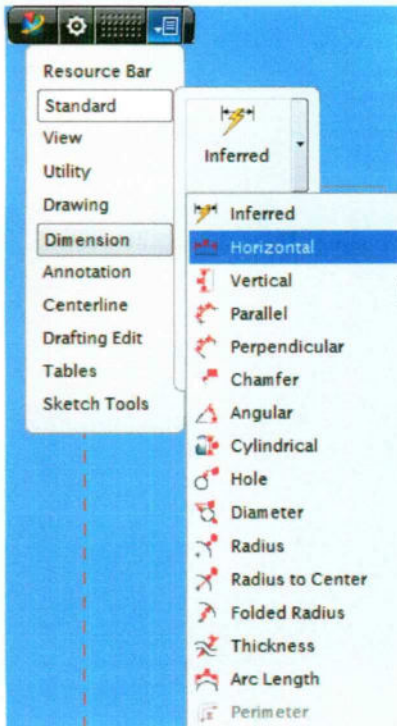 Resource Bar
Standard
View
Utility
Drawing
Dimension
Annotation
Centerline
Drafting Edit
Tables
Sketch Tools
Inferred
Inferred
Horizontal
Vertical
Parallel
Perpendicular
Chamfer
Angular
Cylindrical
Hole
Diameter
Radius
Radius to Center
Folded Radius
Thickness
Arc Length
Perimeter